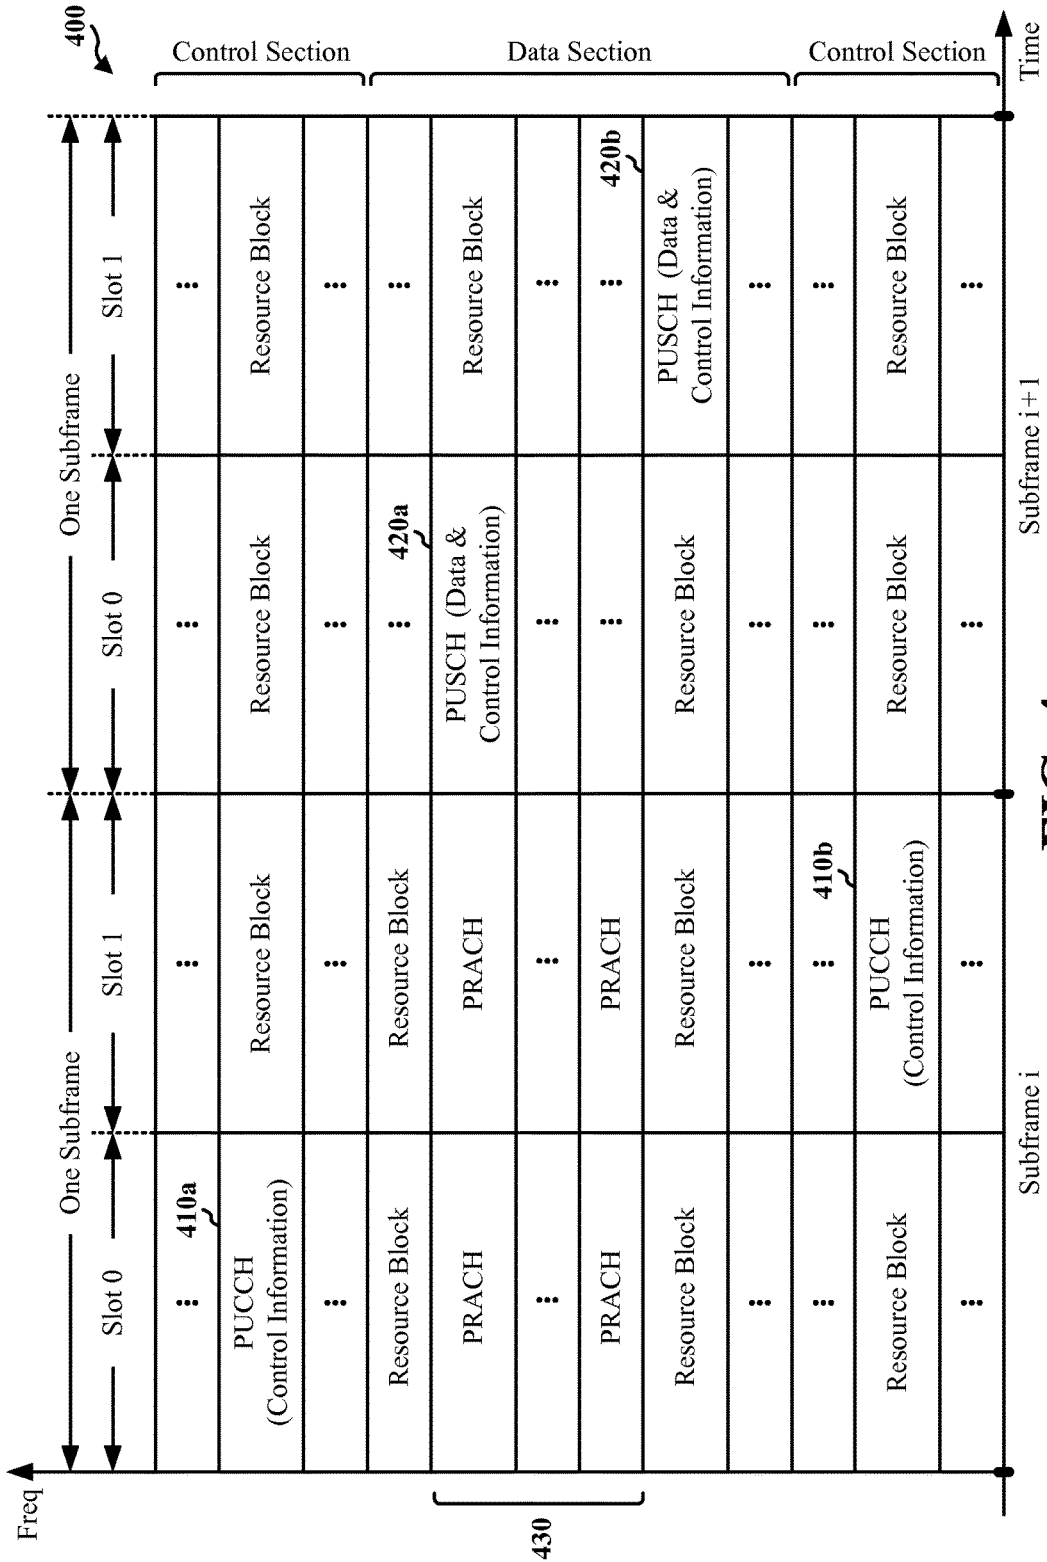 400
Freq
One Subframe
One Subframe
Slot 0
Slot 1
Slot 0
Slot 1
Control Section
...
...
...
...
410a
PUCCH
(Control Information)
Resource Block
Resource Block
Resource Block
...
...
...
...
Data Section
Resource Block
Resource Block
...
...
420a
430
PRACH
PRACH
PUSCH (Data &
Control Information)
Resource Block
...
...
...
...
PRACH
PRACH
...
...
420b
Resource Block
Resource Block
Resource Block
PUSCH (Data &
Control Information)
...
...
...
...
Control Section
...
...
...
...
410b
Resource Block
PUCCH
(Control Information)
Resource Block
Resource Block
...
...
...
...
Time
Subframe i
Subframe i+1